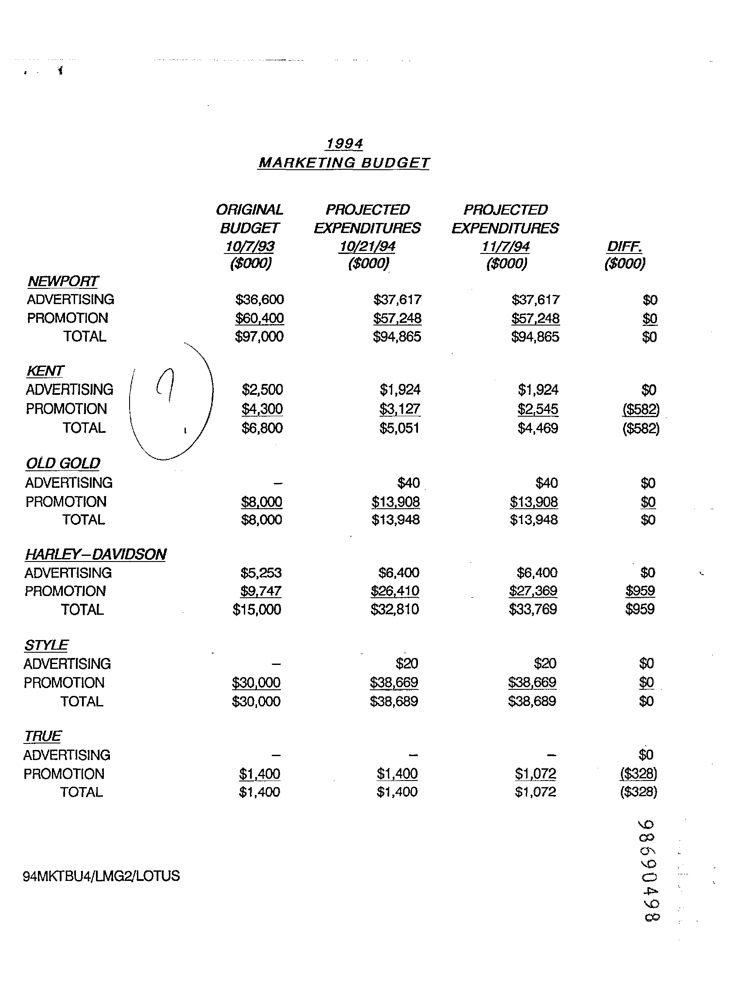 1994
MARKETING BUDGET
ORIGINAL PROJECTED PROJECTED
BUDGET EXPENDITURES EXPENDITURES
10/7/93 10/21/94 11/7/94 DIFF.
($000) ($000) ($000) ($000)
NEWPORT
ADVERTISING $36,600 $37,617 $37,617 $0
PROMOTION $60,400 $57,248 $57,248 $0
TOTAL $97,000 $94,865 $94,865 $0
KENT
ADVERTISING $2,500 $1,924 $1,924 $0
PROMOTION $4,300 $3,127 $2,545 ($582)
TOTAL $6,800 $5,051 $4,469 ($582)
OLD GOLD
ADVERTISING – $40 $40 $0
PROMOTION $8,000 $13,908 $13,908 $0
TOTAL $8,000 $13,948 $13,948 $0
HARLEY–DAVIDSON
ADVERTISING $5,253 $6,400 $6,400 $0
PROMOTION $9,747 $26,410 $27,369 $959
TOTAL $15,000 $32,810 $33,769 $959
STYLE
ADVERTISING – $20 $20 $0
PROMOTION $30,000 $38,669 $38,669 $0
TOTAL $30,000 $38,689 $38,689 $0
TRUE
ADVERTISING – – – $0
PROMOTION $1,400 $1,400 $1,072 ($328)
TOTAL $1,400 $1,400 $1,072 ($328)
94MKTBU4/LMG2/LOTUS
98690498